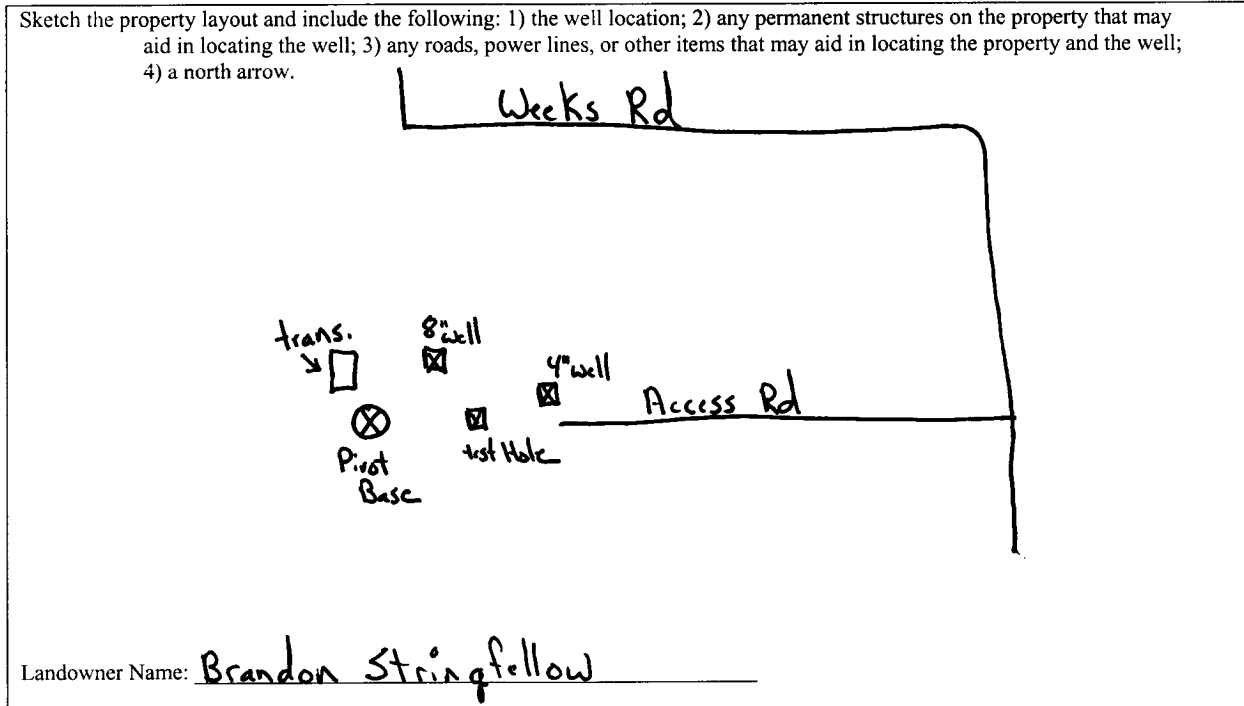 Sketch the property layout and include the following: 1) the well location; 2) any permanent structures on the property that may
aid in locating the well; 3) any roads, power lines, or other items that may aid in locating the property and the well;
4) a north arrow.
Weeks Rd
trans.
8" well
4" well
Access Rd
Pivot
Base
test Hole
Landowner Name: Brandon Stringfellow